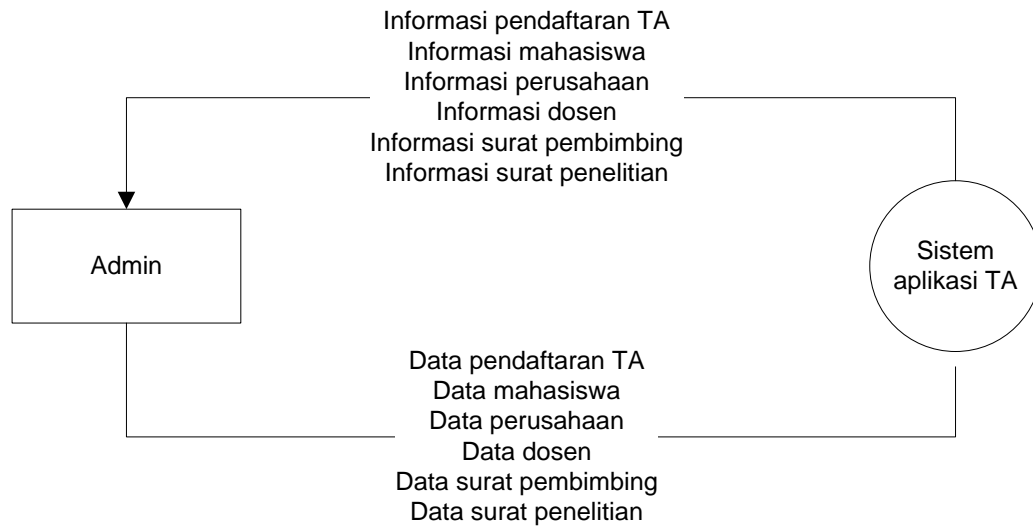 Informasi pendaftaran TA
Informasi mahasiswa
Informasi perusahaan
Informasi dosen
Informasi surat pembimbing
Informasi surat penelitian
Admin
Sistem
aplikasi TA
Data pendaftaran TA
Data mahasiswa
Data perusahaan
Data dosen
Data surat pembimbing
Data surat penelitian